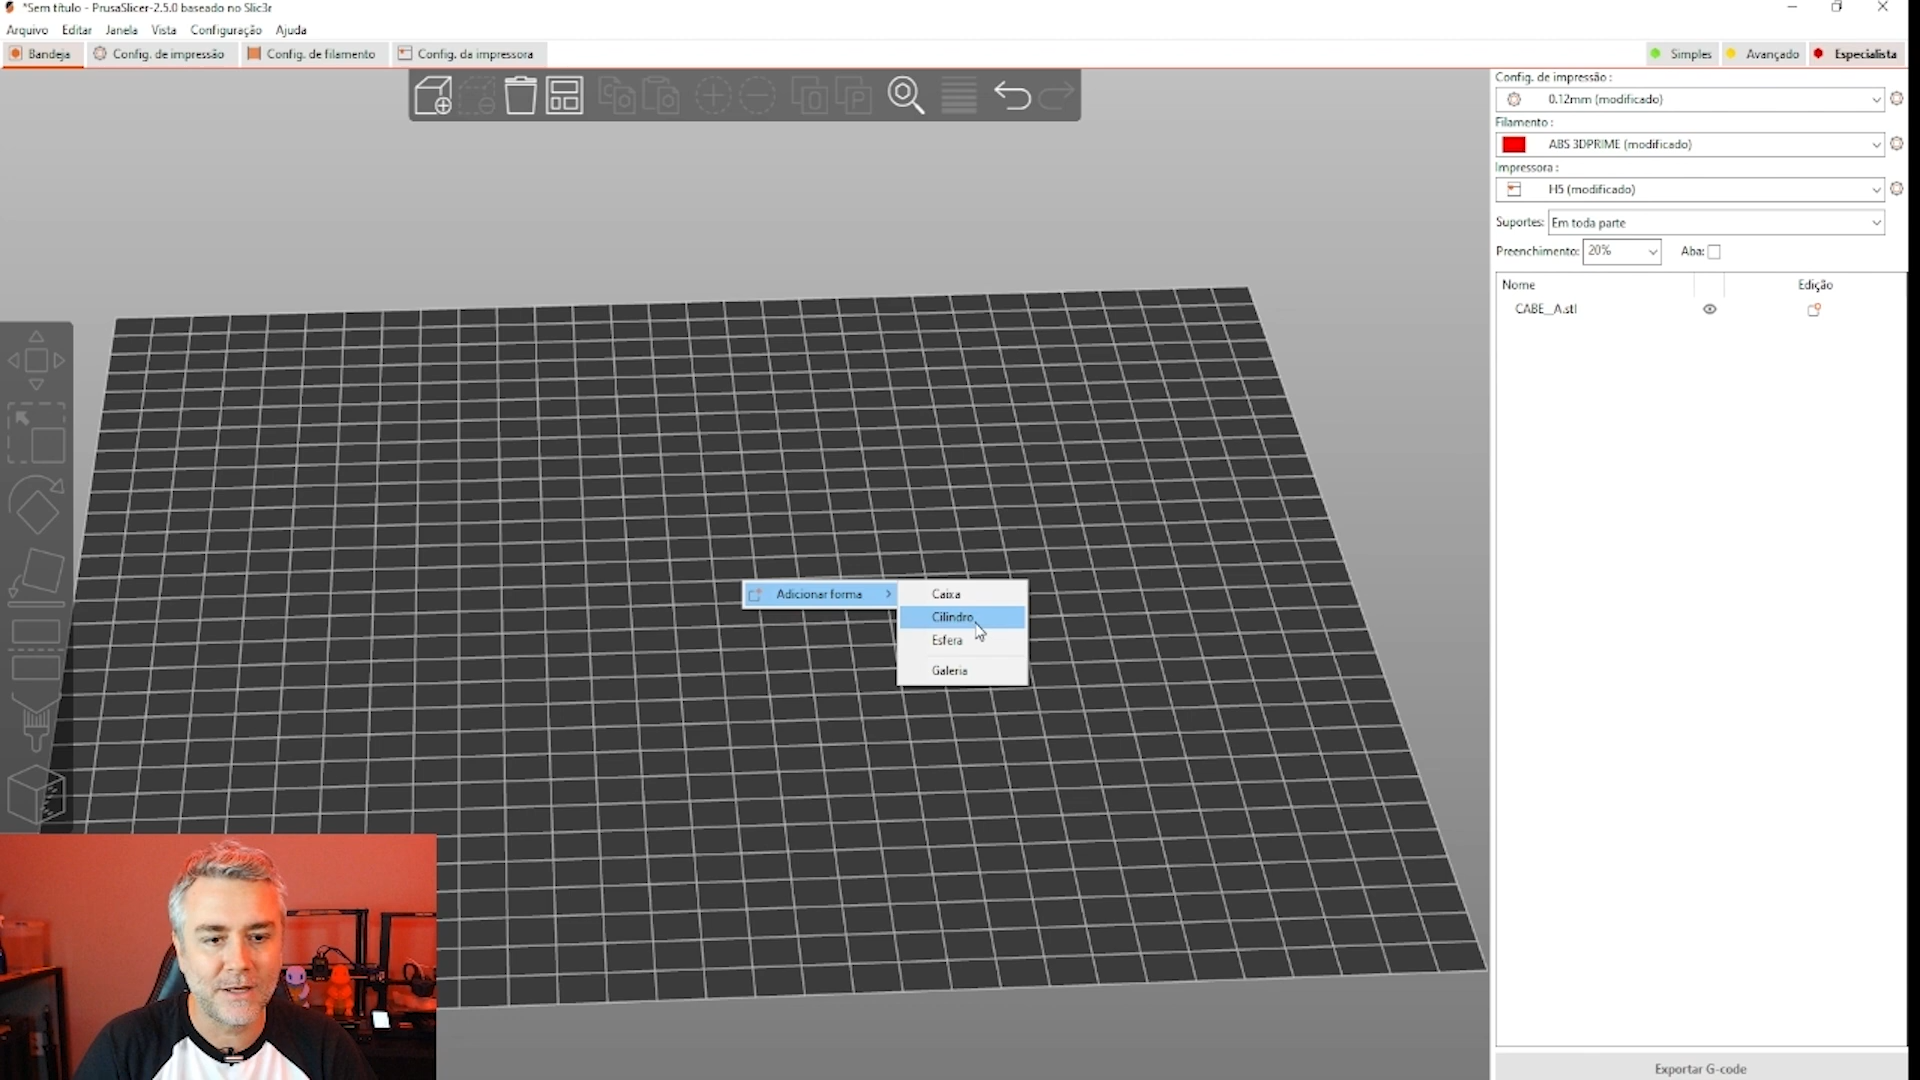 *Sem título - PrusaSlicer-2.5.0 baseado no Slic3r
Arquivo Editar Janela Vista Configuração Ajuda
Bandeja Config. de impressão Config. de filamento Config. da impressora Simples Avançado Especialista
Config. de impressão :
0.12mm (modificado)
Filamento :
ABS 3DPRIME (modificado)
Impressora :
H5 (modificado)
Suportes: Em toda parte
Preenchimento: 20% Aba:
Nome Edição
CABE__A.stl
Adicionar forma
Caixa
Cilindro
Esfera
Galeria
Exportar G-code